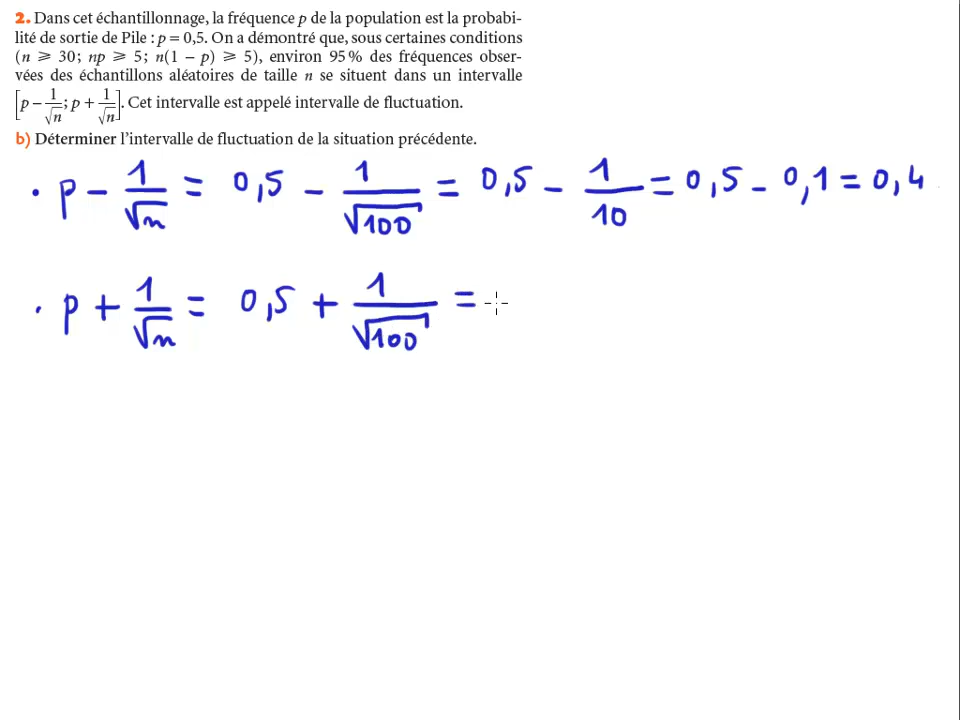 2. Dans cet échantillonnage, la fréquence p de la population est la probabi-
lité de sortie de Pile : p = 0,5. On a démontré que, sous certaines conditions
(n ⩾ 30 ; np ⩾ 5 ; n(1 – p) ⩾ 5), environ 95 % des fréquences obser-
vées des échantillons aléatoires de taille n se situent dans un intervalle
[p – 1/√n ; p + 1/√n]. Cet intervalle est appelé intervalle de fluctuation.
b) Déterminer l'intervalle de fluctuation de la situation précédente.
· p – 1/√n = 0,5 – 1/√100 = 0,5 – 1/10 = 0,5 – 0,1 = 0,4
· p + 1/√n = 0,5 + 1/√100 =